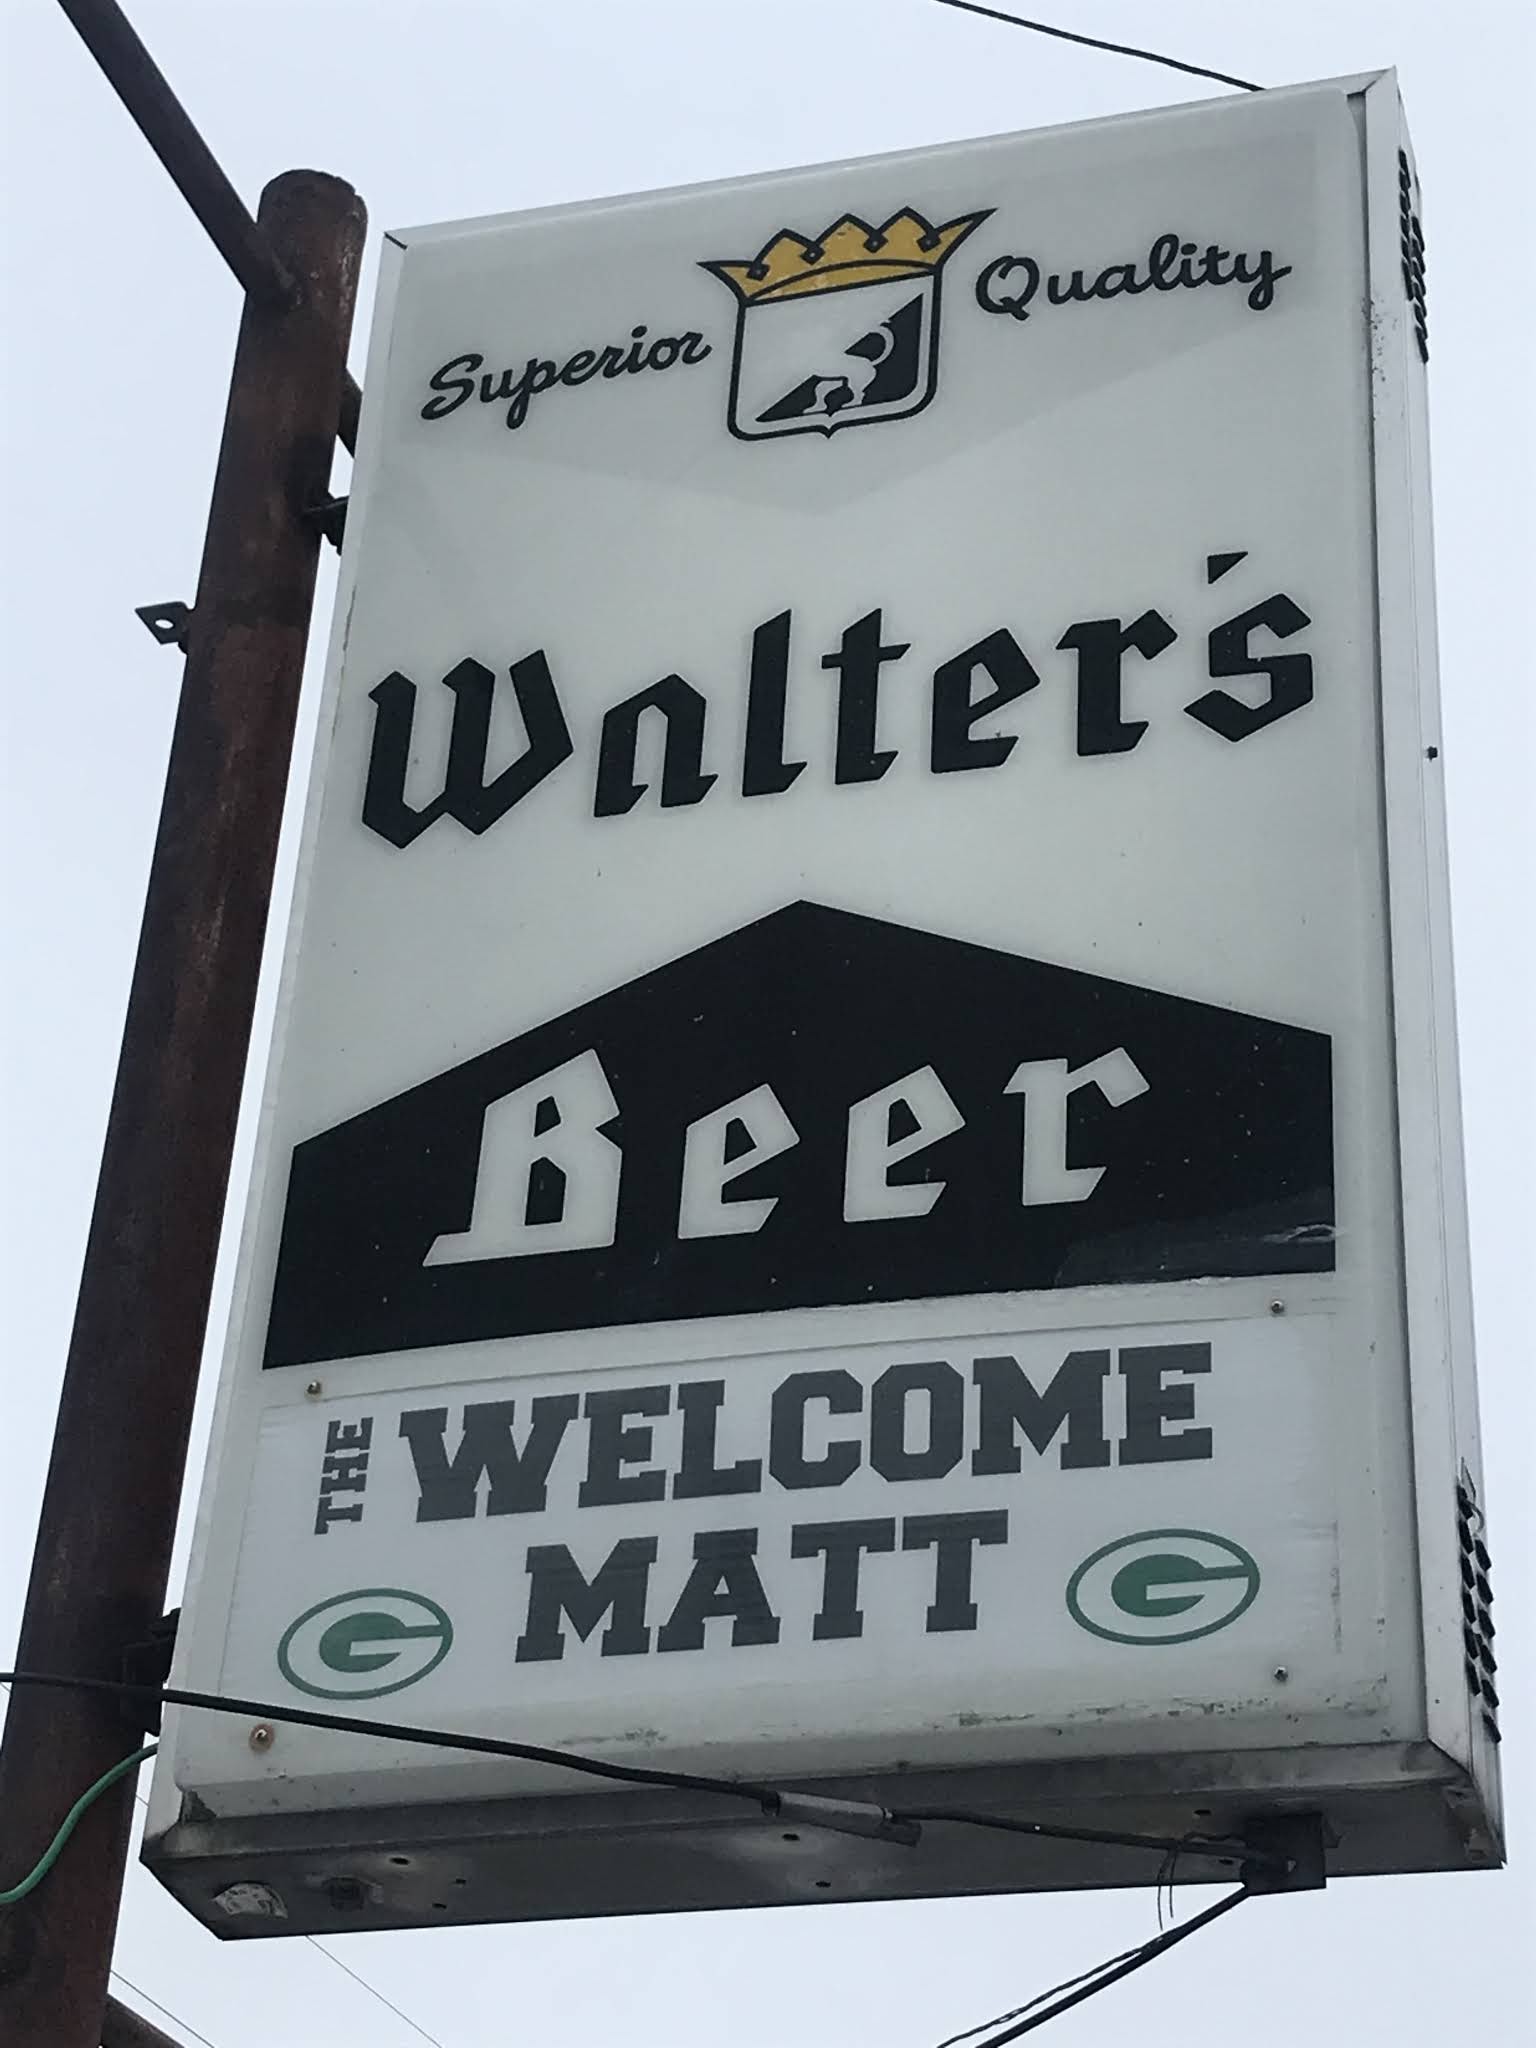 Superior Quality
Walter's
Beer
THE WELCOME
MATT
G G